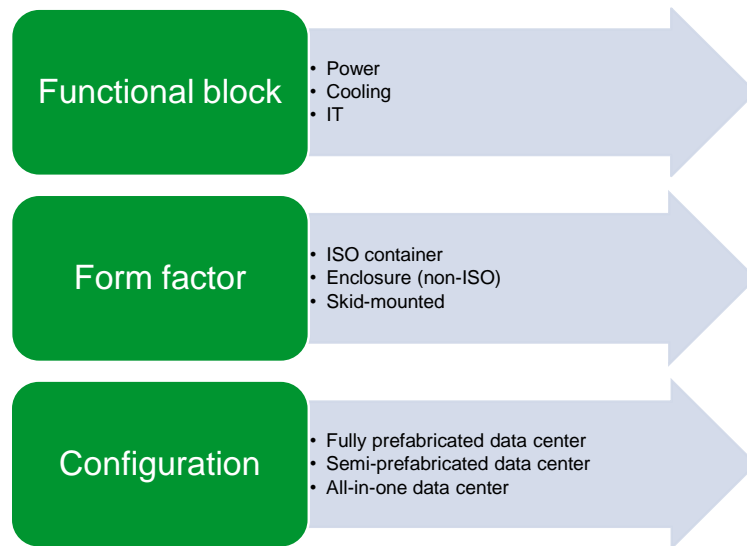 Functional block
• Power
• Cooling
• IT
Form factor
• ISO container
• Enclosure (non-ISO)
• Skid-mounted
Configuration
• Fully prefabricated data center
• Semi-prefabricated data center
• All-in-one data center